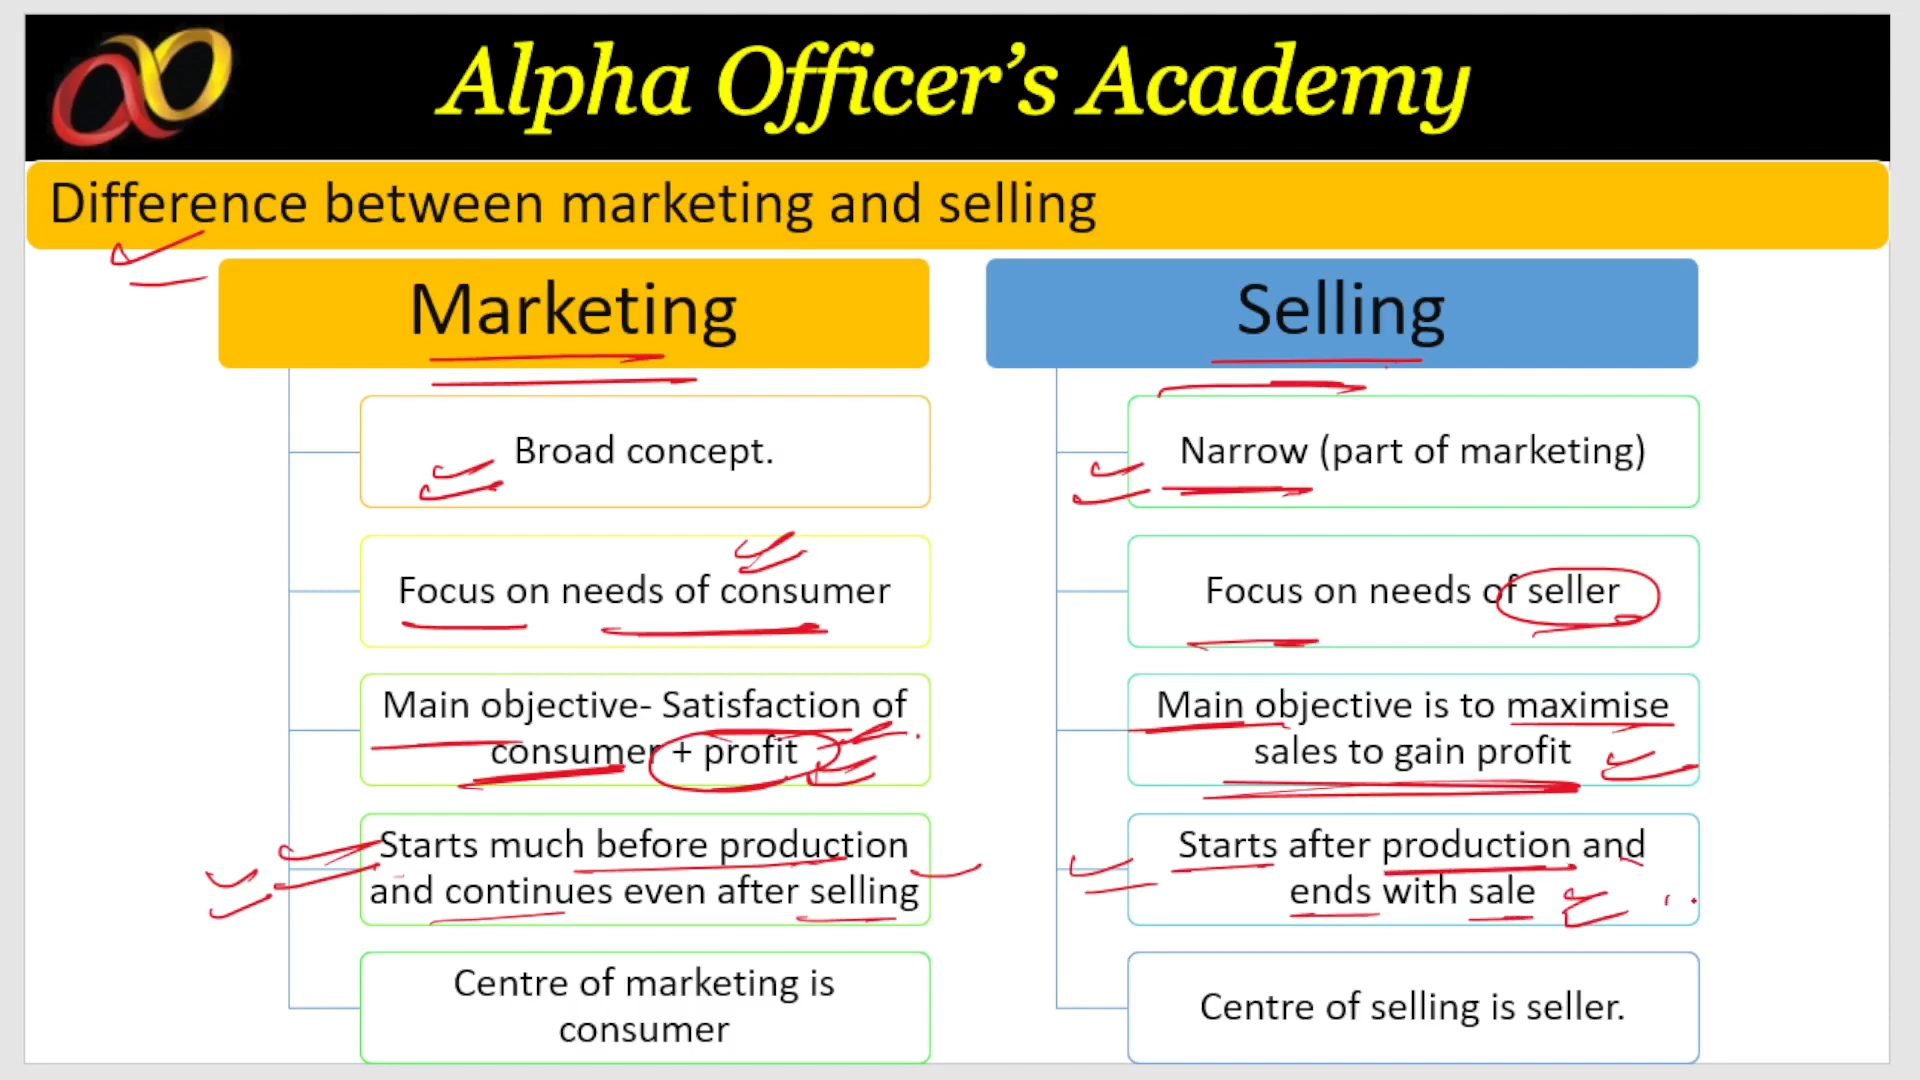 Alpha Officer’s Academy
Difference between marketing and selling
Marketing
Broad concept.
Focus on needs of consumer
Main objective- Satisfaction of
consumer + profit
Starts much before production
and continues even after selling
Centre of marketing is
consumer
Selling
Narrow (part of marketing)
Focus on needs of seller
Main objective is to maximise
sales to gain profit
Starts after production and
ends with sale
Centre of selling is seller.